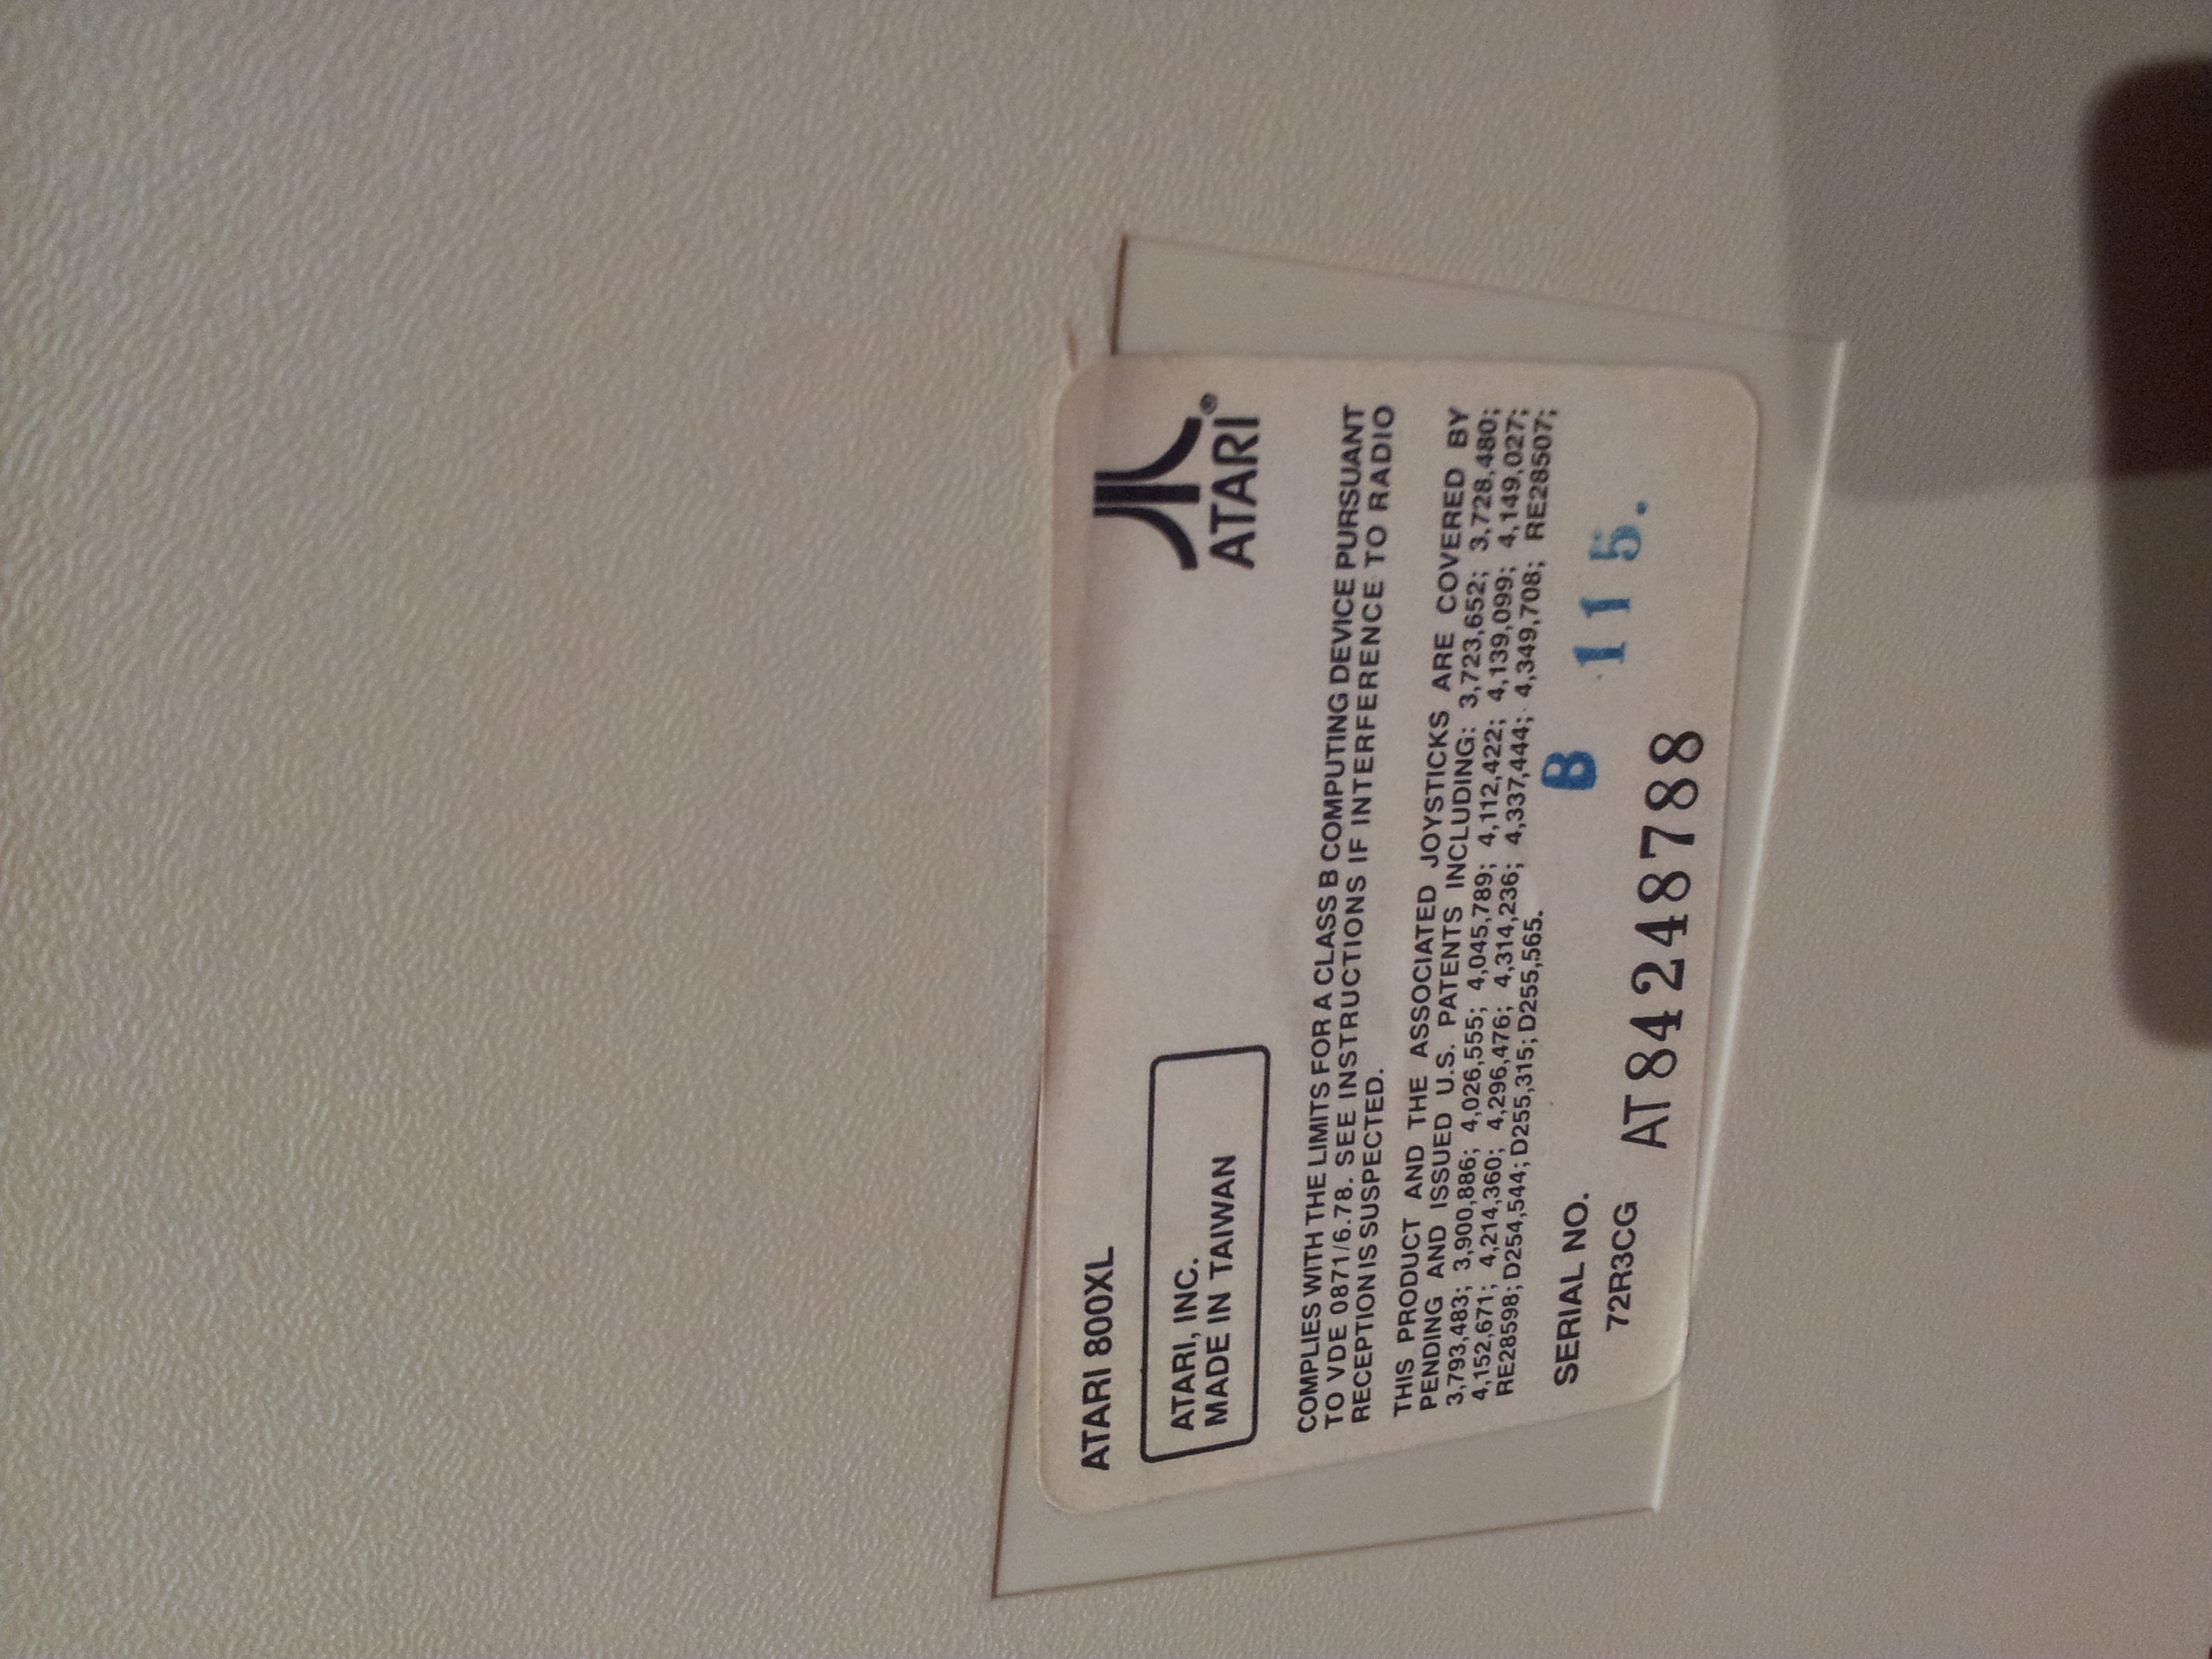 ATARI 800XL
ATARI®
ATARI, INC.
MADE IN TAIWAN
COMPLIES WITH THE LIMITS FOR A CLASS B COMPUTING DEVICE PURSUANT
TO VDE 0871/6.78. SEE INSTRUCTIONS IF INTERFERENCE TO RADIO
RECEPTION IS SUSPECTED.
THIS PRODUCT AND THE ASSOCIATED JOYSTICKS ARE COVERED BY
PENDING AND ISSUED U.S. PATENTS INCLUDING: 3,723,652; 3,728,480;
3,793,483; 3,900,886; 4,026,555; 4,045,789; 4,112,422; 4,139,099; 4,149,027;
4,152,671; 4,214,360; 4,296,476; 4,314,236; 4,337,444; 4,349,708; RE28507;
RE28598; D254,544; D255,315; D255,565.
SERIAL NO.
B 115.
72R3CG AT 84248788